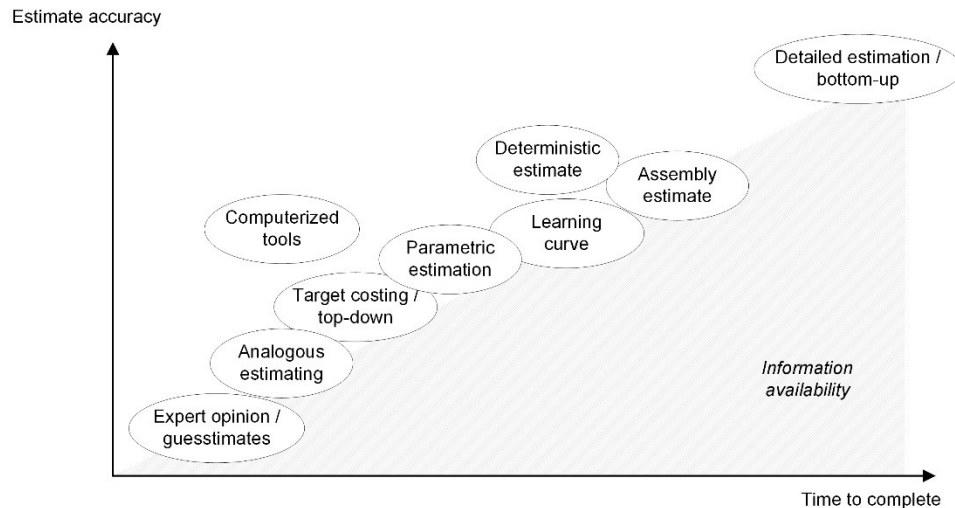 Estimate accuracy
Detailed estimation /
bottom-up
Deterministic
estimate
Assembly
estimate
Computerized
tools
Learning
curve
Parametric
estimation
Target costing /
top-down
Analogous
estimating
Information
availability
Expert opinion /
guesstimates
Time to complete